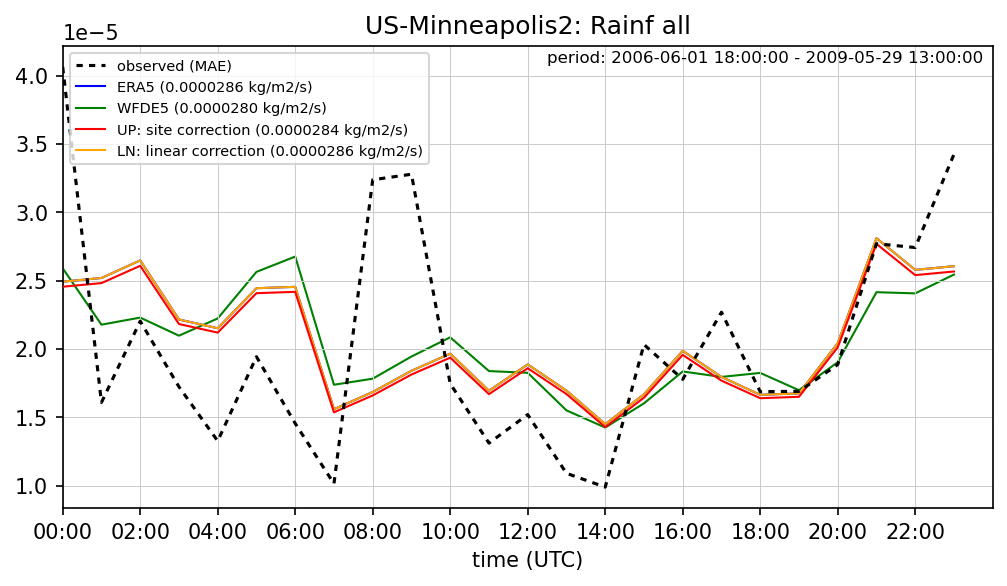 US-Minneapolis2: Rainf all
1e−5
period: 2006-06-01 18:00:00 - 2009-05-29 13:00:00
observed (MAE)
ERA5 (0.0000286 kg/m2/s)
WFDE5 (0.0000280 kg/m2/s)
UP: site correction (0.0000284 kg/m2/s)
LN: linear correction (0.0000286 kg/m2/s)
4.0
3.5
3.0
2.5
2.0
1.5
1.0
00:00 02:00 04:00 06:00 08:00 10:00 12:00 14:00 16:00 18:00 20:00 22:00
time (UTC)